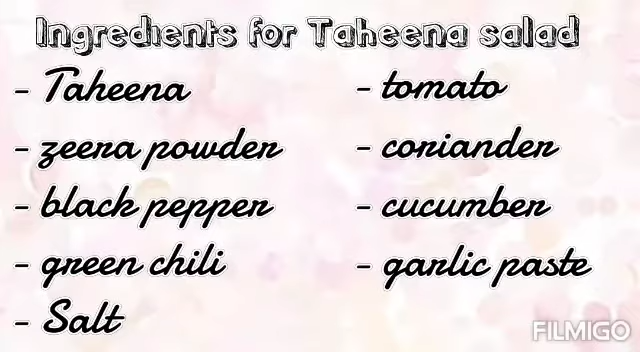 Ingredients for Taheena salad
- Taheena
- zeera powder
- black pepper
- green chili
- Salt
- tomato
- coriander
- cucumber
- garlic paste
FILMIGO